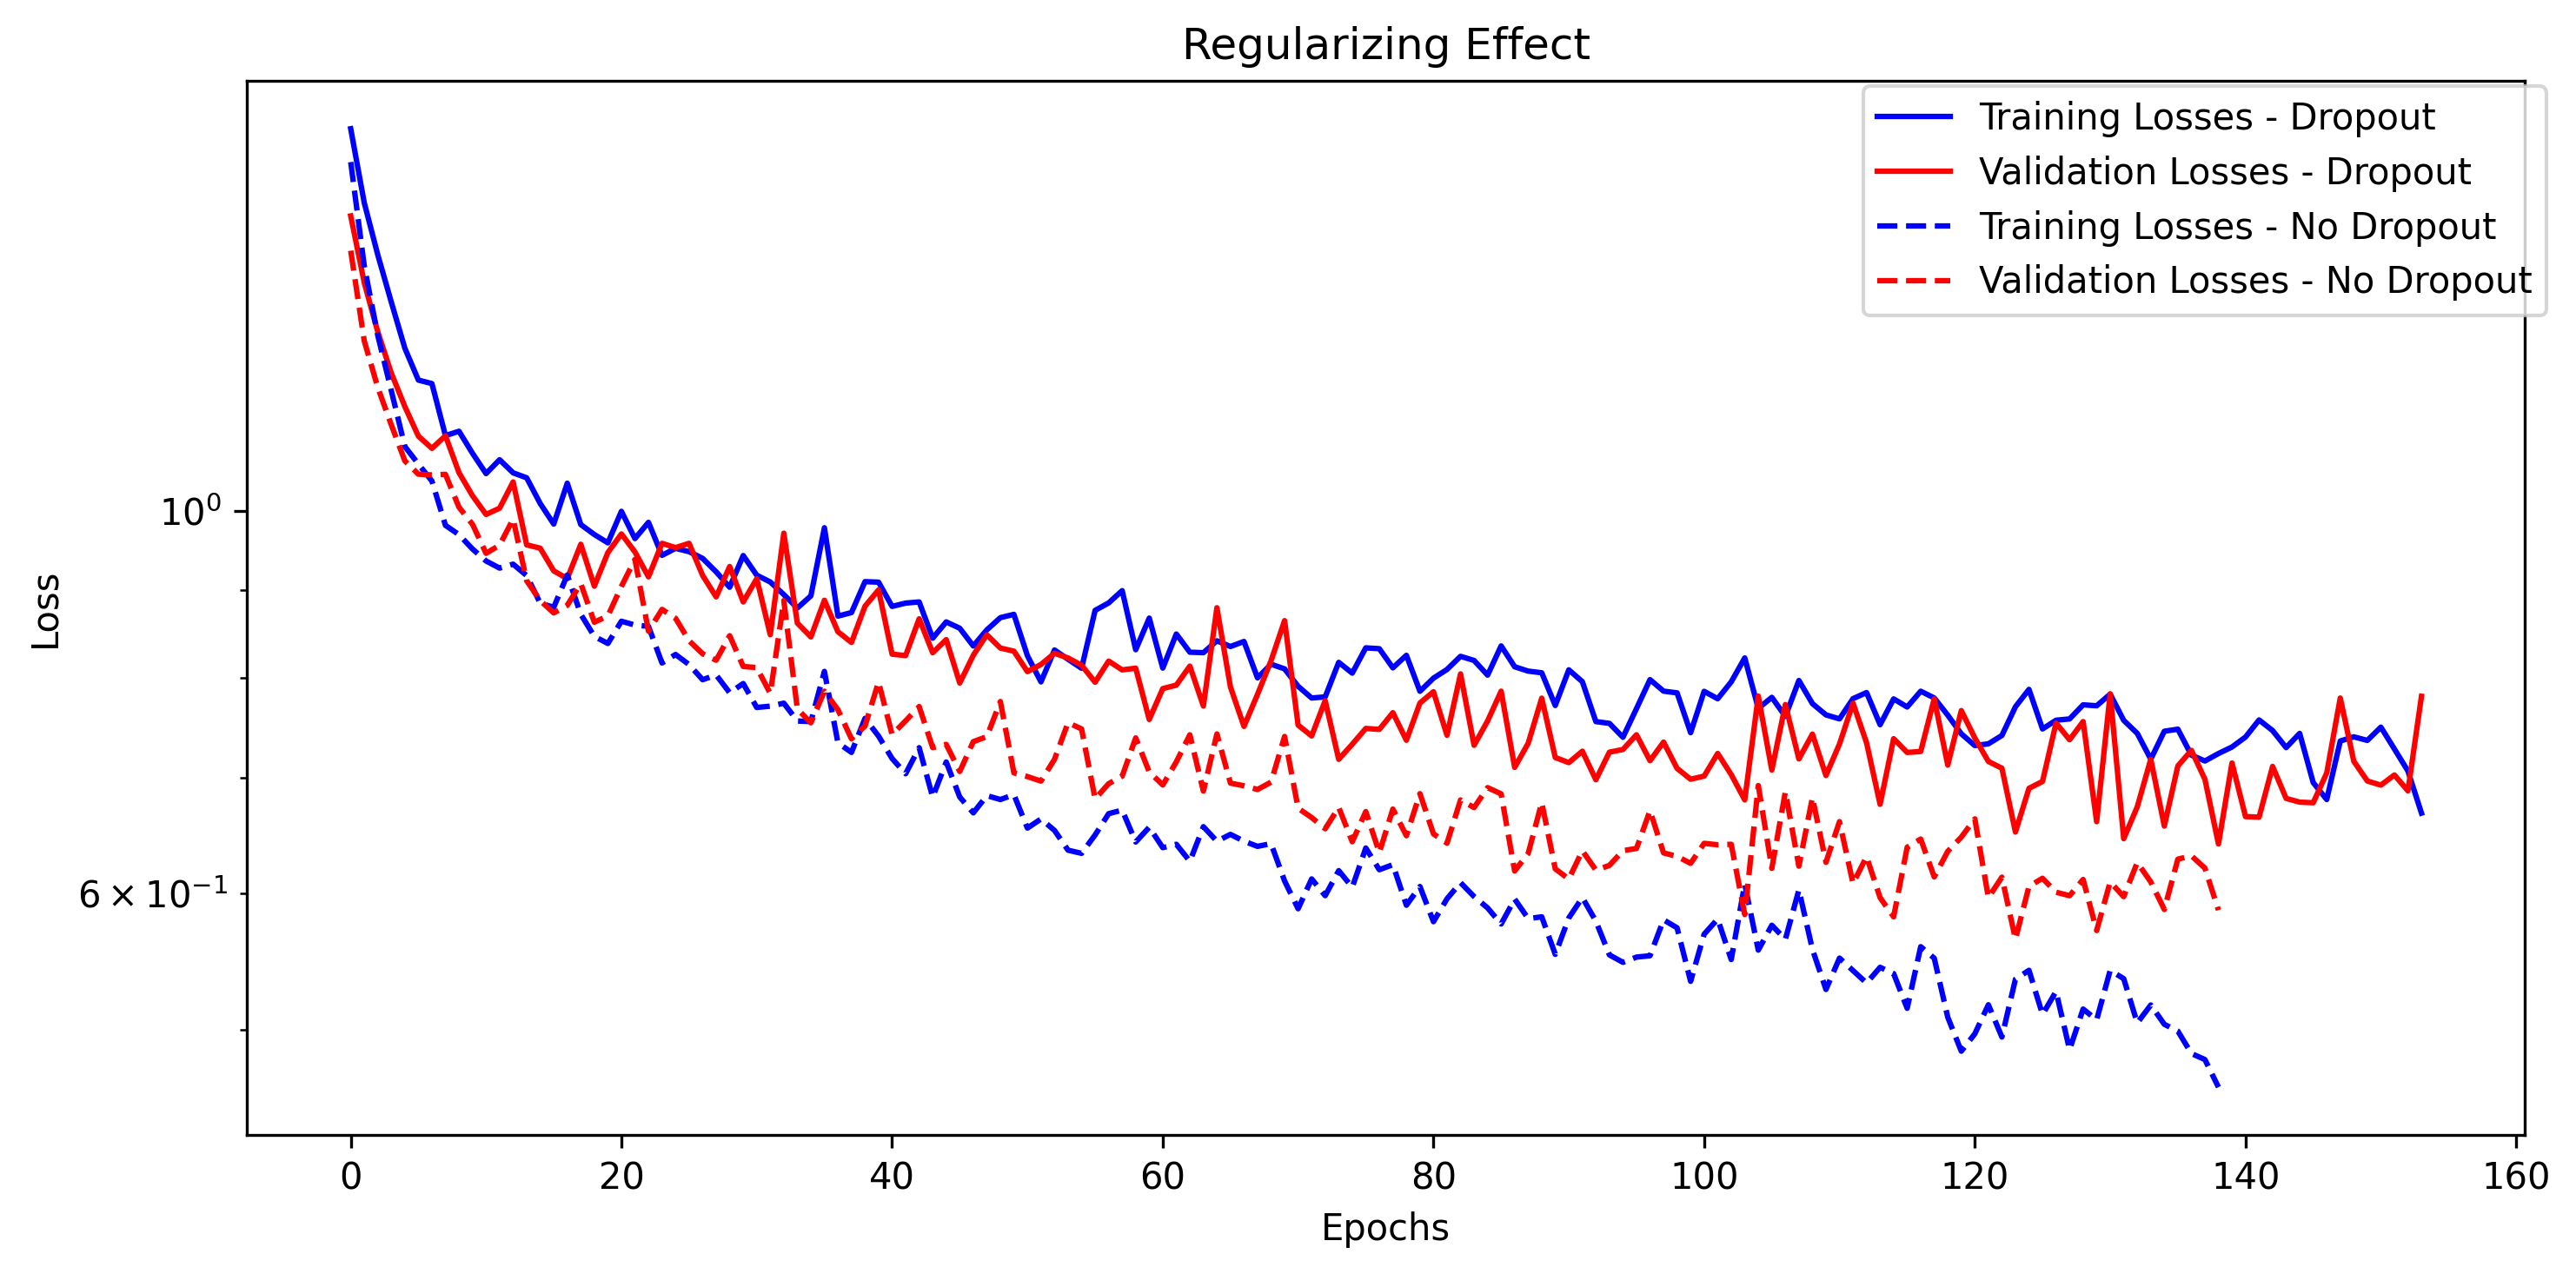 Regularizing Effect
Training Losses - Dropout
Validation Losses - Dropout
Training Losses - No Dropout
Validation Losses - No Dropout
10⁰
6 × 10⁻¹
Loss
0 20 40 60 80 100 120 140 160
Epochs